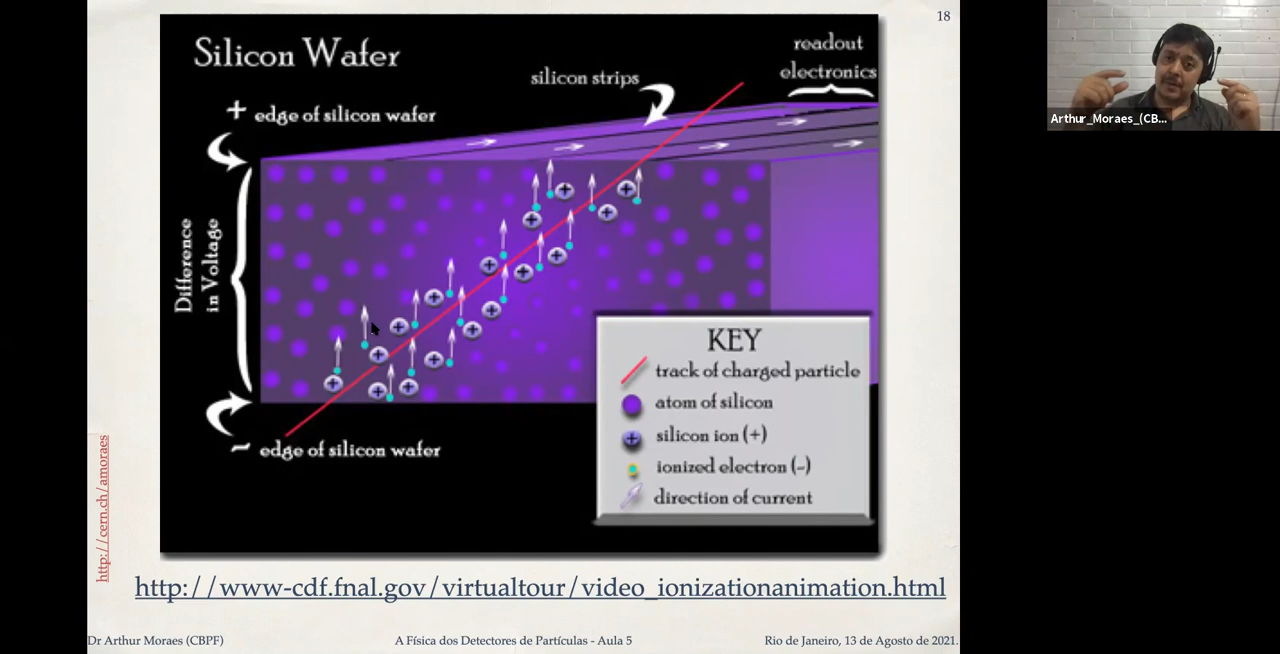 18
Silicon Wafer
readout
electronics
silicon strips
+ edge of silicon wafer
Difference
in Voltage
- edge of silicon wafer
KEY
track of charged particle
atom of silicon
silicon ion (+)
ionized electron (-)
direction of current
http://cern.ch/amoraes
http://www-cdf.fnal.gov/virtualtour/video_ionizationanimation.html
Dr Arthur Moraes (CBPF)
A Física dos Detectores de Partículas - Aula 5
Rio de Janeiro, 13 de Agosto de 2021.
Arthur_Moraes_(CB...